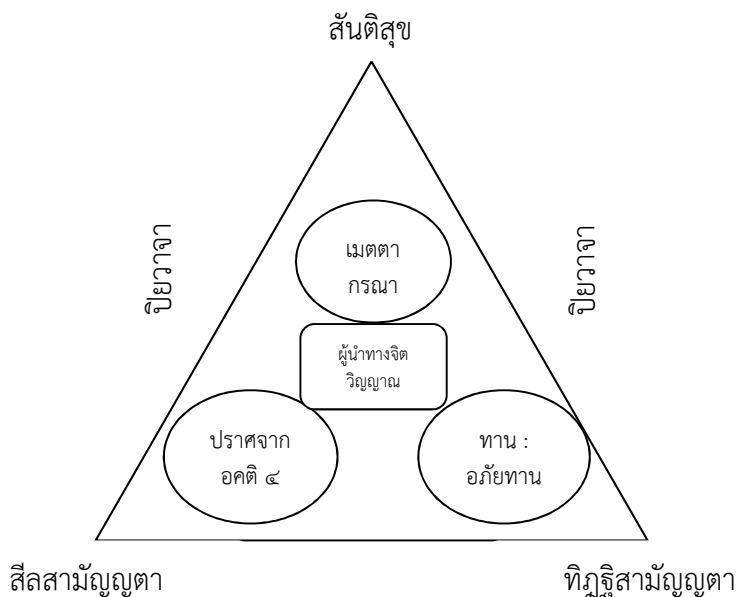 สันติสุข
ปิยวาจา
ปิยวาจา
เมตตา
กรณา
ผู้นำทางจิต
วิญญาณ
ปราศจาก
อคติ ๔
ทาน :
อภัยทาน
สีลสามัญญตา
ทิฏฐิสามัญญตา